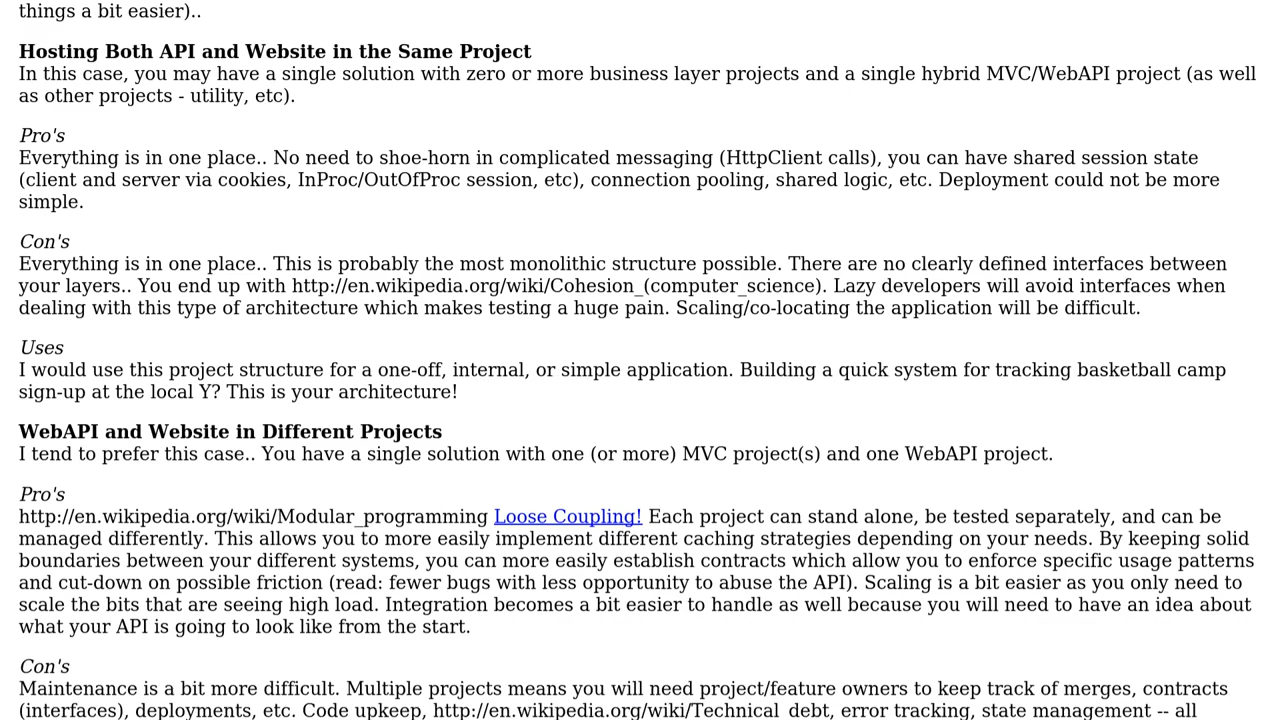 things a bit easier)..
Hosting Both API and Website in the Same Project
In this case, you may have a single solution with zero or more business layer projects and a single hybrid MVC/WebAPI project (as well
as other projects - utility, etc).
Pro's
Everything is in one place.. No need to shoe-horn in complicated messaging (HttpClient calls), you can have shared session state
(client and server via cookies, InProc/OutOfProc session, etc), connection pooling, shared logic, etc. Deployment could not be more
simple.
Con's
Everything is in one place.. This is probably the most monolithic structure possible. There are no clearly defined interfaces between
your layers.. You end up with http://en.wikipedia.org/wiki/Cohesion_(computer_science). Lazy developers will avoid interfaces when
dealing with this type of architecture which makes testing a huge pain. Scaling/co-locating the application will be difficult.
Uses
I would use this project structure for a one-off, internal, or simple application. Building a quick system for tracking basketball camp
sign-up at the local Y? This is your architecture!
WebAPI and Website in Different Projects
I tend to prefer this case.. You have a single solution with one (or more) MVC project(s) and one WebAPI project.
Pro's
http://en.wikipedia.org/wiki/Modular_programming Loose Coupling! Each project can stand alone, be tested separately, and can be
managed differently. This allows you to more easily implement different caching strategies depending on your needs. By keeping solid
boundaries between your different systems, you can more easily establish contracts which allow you to enforce specific usage patterns
and cut-down on possible friction (read: fewer bugs with less opportunity to abuse the API). Scaling is a bit easier as you only need to
scale the bits that are seeing high load. Integration becomes a bit easier to handle as well because you will need to have an idea about
what your API is going to look like from the start.
Con's
Maintenance is a bit more difficult. Multiple projects means you will need project/feature owners to keep track of merges, contracts
(interfaces), deployments, etc. Code upkeep, http://en.wikipedia.org/wiki/Technical_debt, error tracking, state management -- all